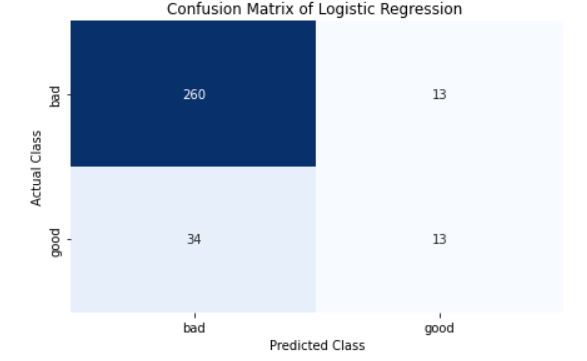 Confusion Matrix of Logistic Regression
Actual Class
bad
260
13
good
34
13
bad
good
Predicted Class